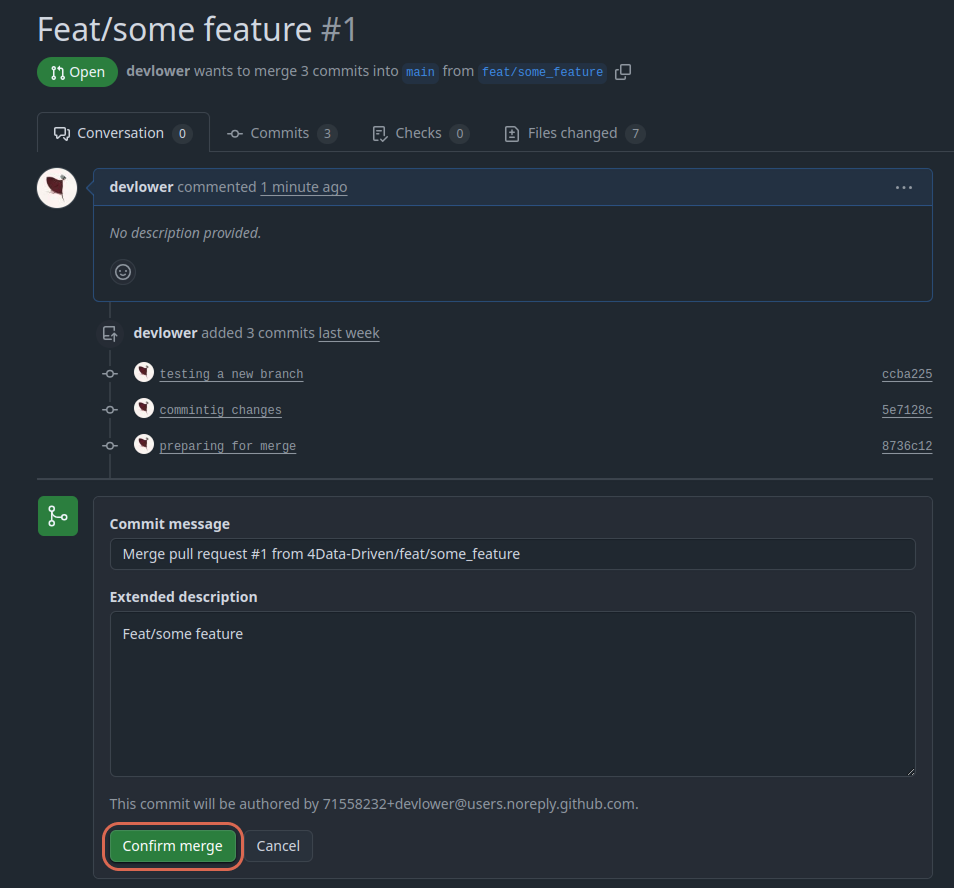 Feat/some feature #1
Open devlower wants to merge 3 commits into main from feat/some_feature
Conversation 0 Commits 3 Checks 0 Files changed 7
devlower commented 1 minute ago
No description provided.
devlower added 3 commits last week
testing a new branch ccba225
commintig changes 5e7128c
preparing for merge 8736c12
Commit message
Merge pull request #1 from 4Data-Driven/feat/some_feature
Extended description
Feat/some feature
This commit will be authored by 71558232+devlower@users.noreply.github.com.
Confirm merge Cancel